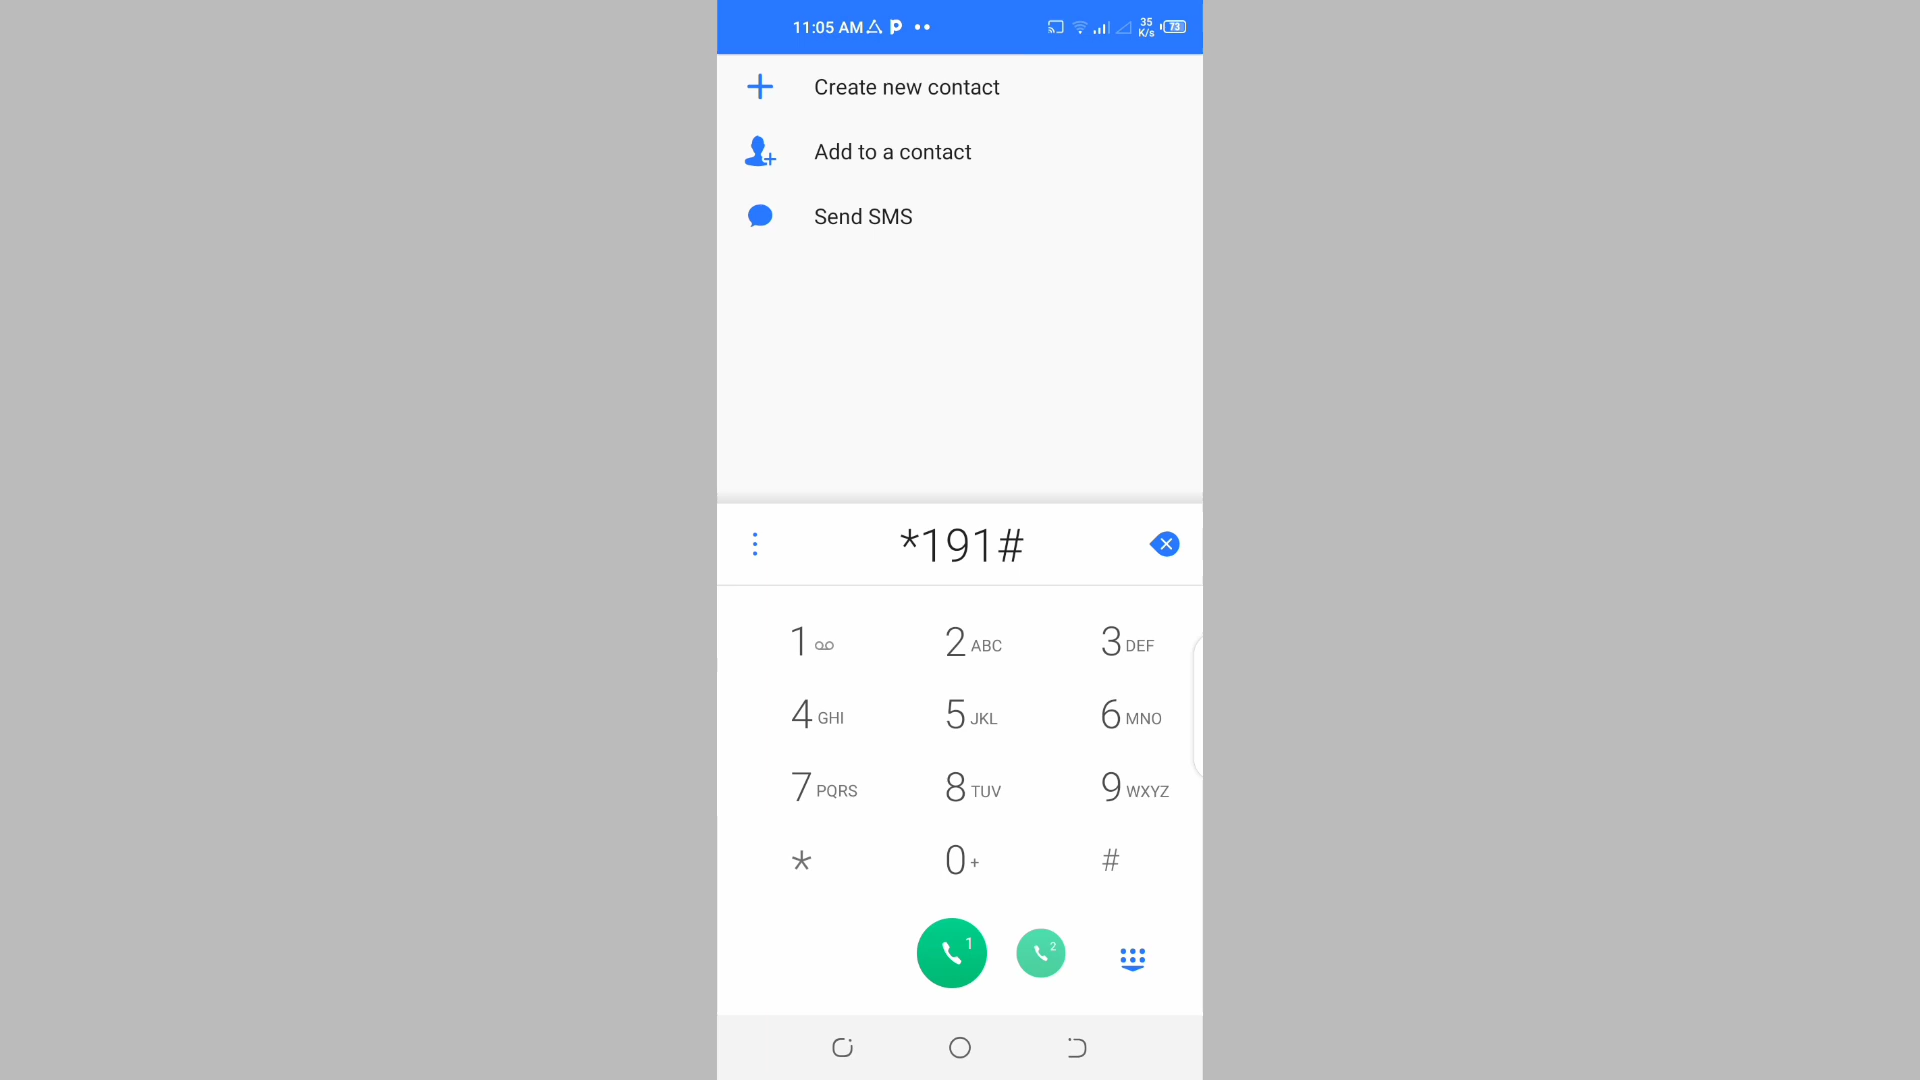 11:05 AM
35
K/s
73
Create new contact
Add to a contact
Send SMS
*191#
1
2 ABC
3 DEF
4 GHI
5 JKL
6 MNO
7 PQRS
8 TUV
9 WXYZ
*
0 +
#
1
2